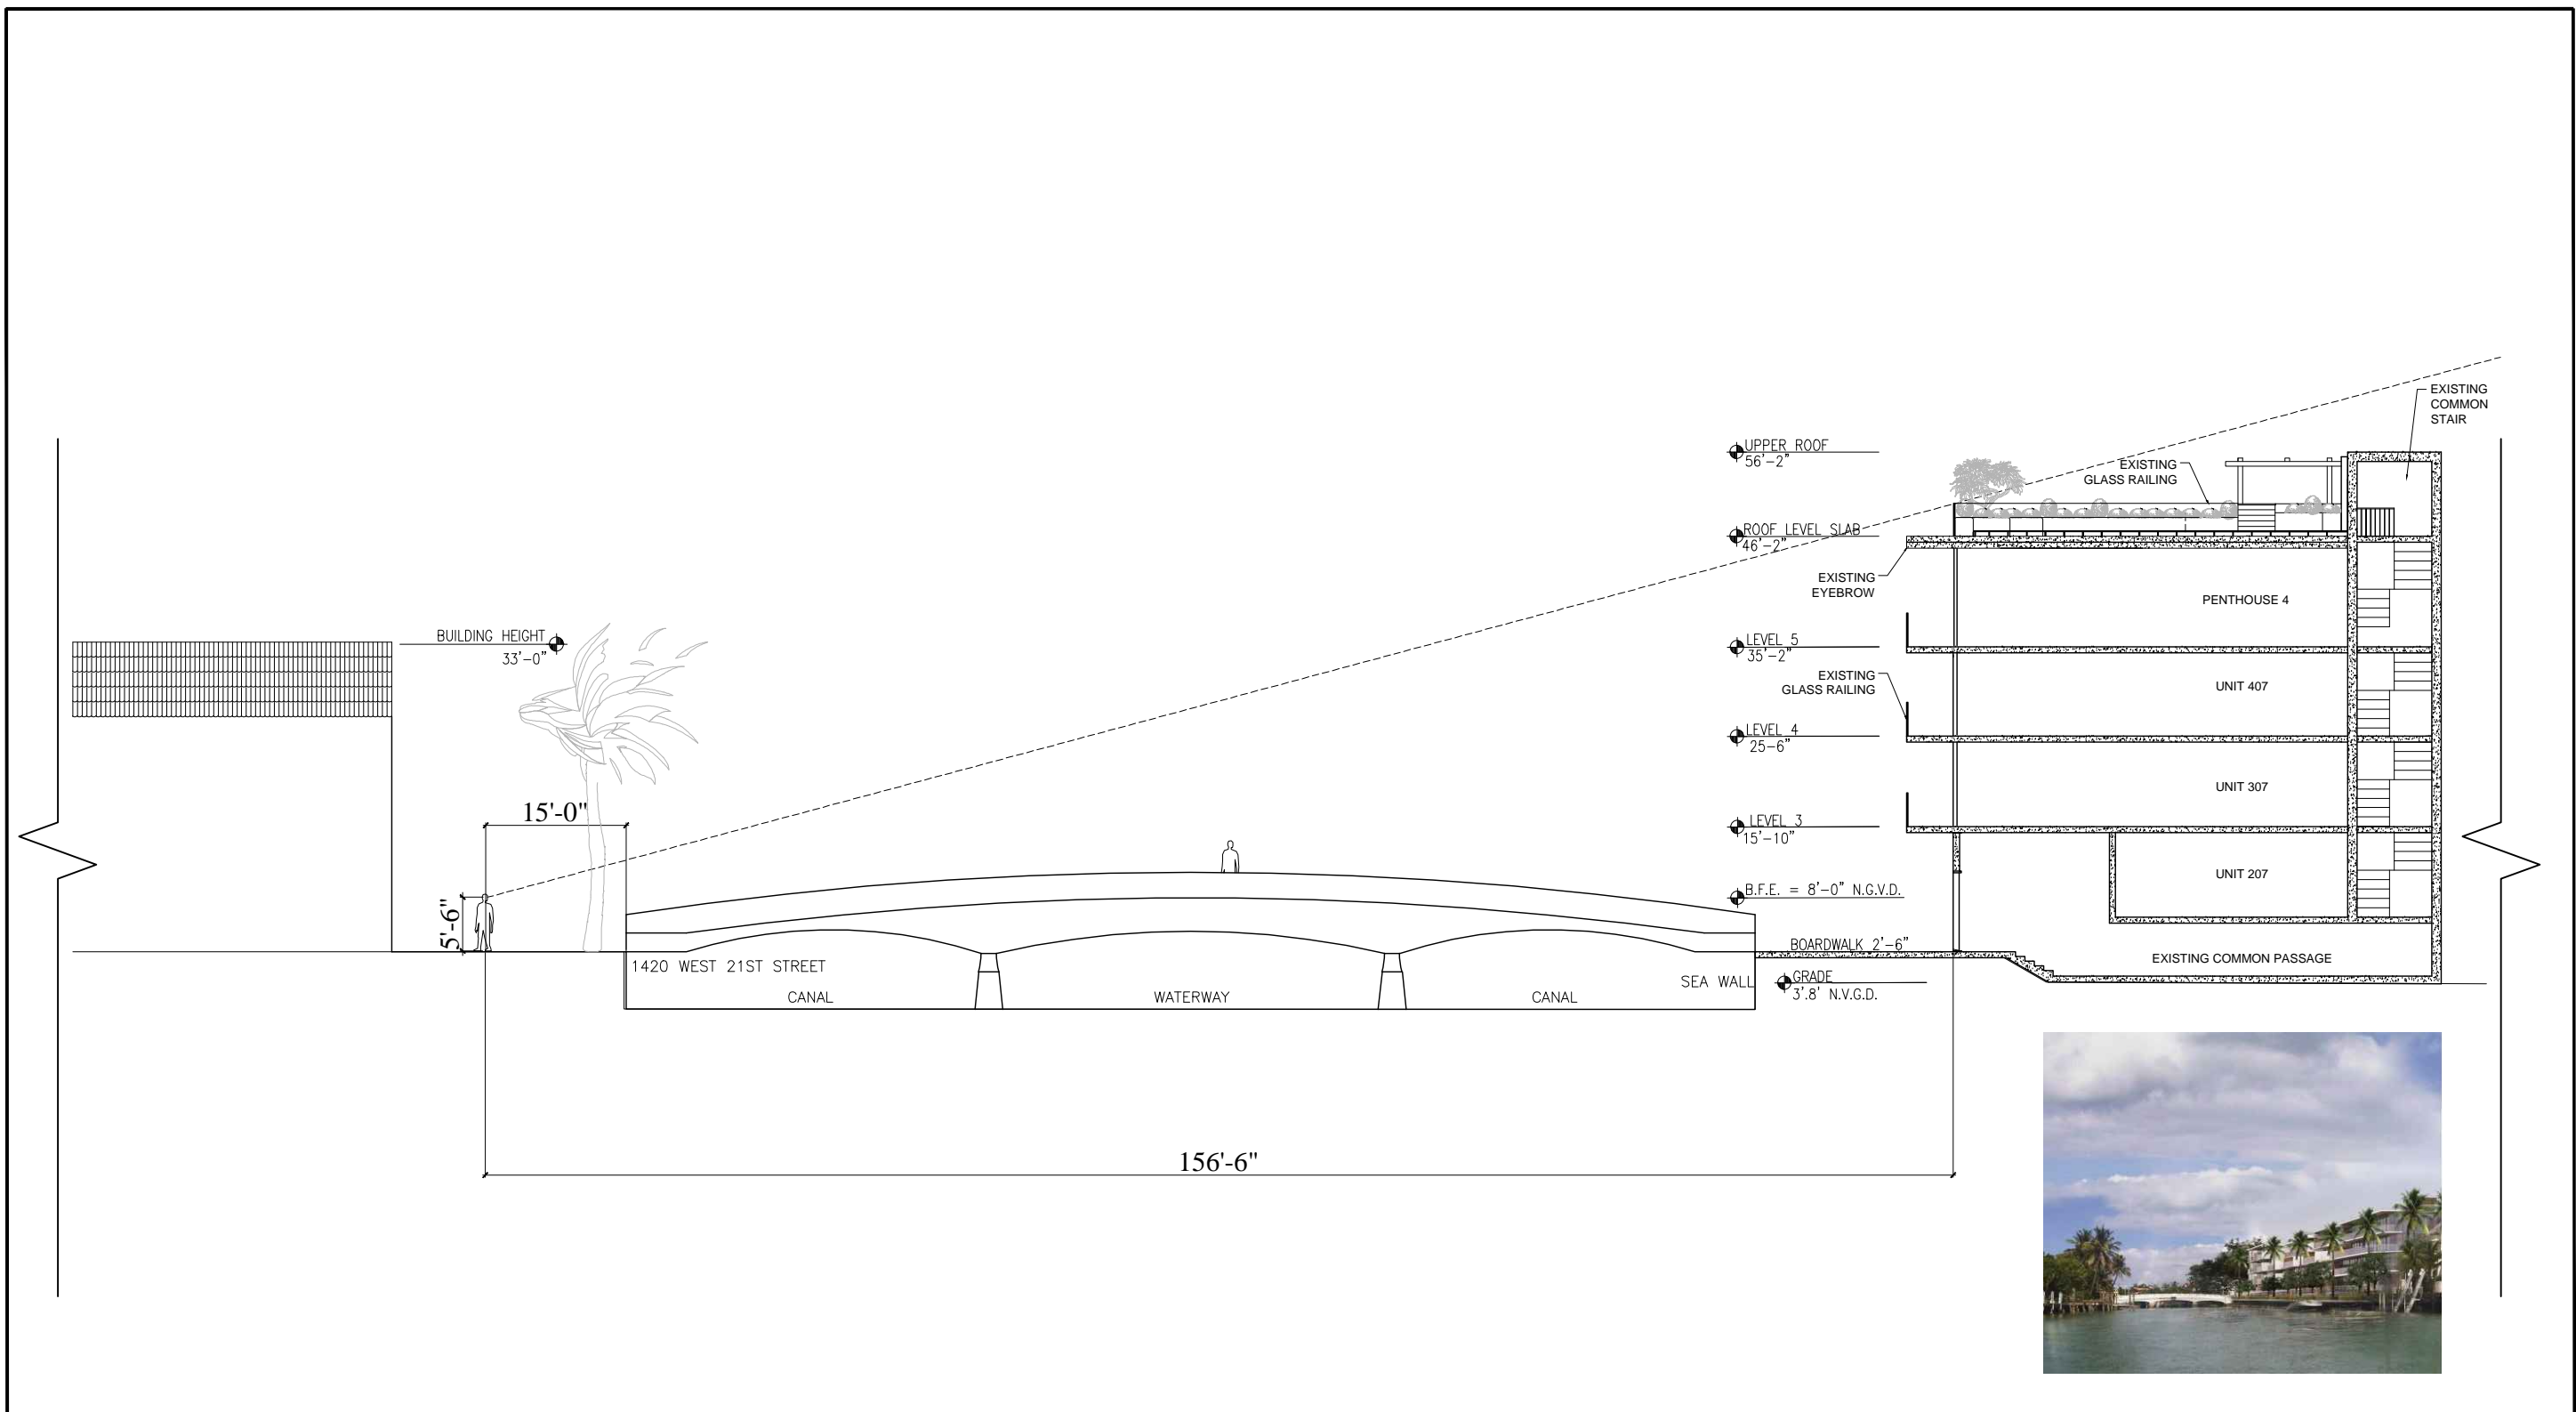 EXISTING
COMMON
STAIR
UPPER ROOF
56'-2"
EXISTING
GLASS RAILING
ROOF LEVEL SLAB
46'-2"
EXISTING
EYEBROW
PENTHOUSE 4
BUILDING HEIGHT
33'-0"
LEVEL 5
35'-2"
EXISTING
GLASS RAILING
UNIT 407
LEVEL 4
25-6"
UNIT 307
15'-0"
LEVEL 3
15'-10"
UNIT 207
5'-6"
B.F.E. = 8'-0" N.G.V.D.
BOARDWALK 2'-6"
EXISTING COMMON PASSAGE
1420 WEST 21ST STREET
SEA WALL
GRADE
3'.8' N.V.G.D.
CANAL
WATERWAY
CANAL
156'-6"